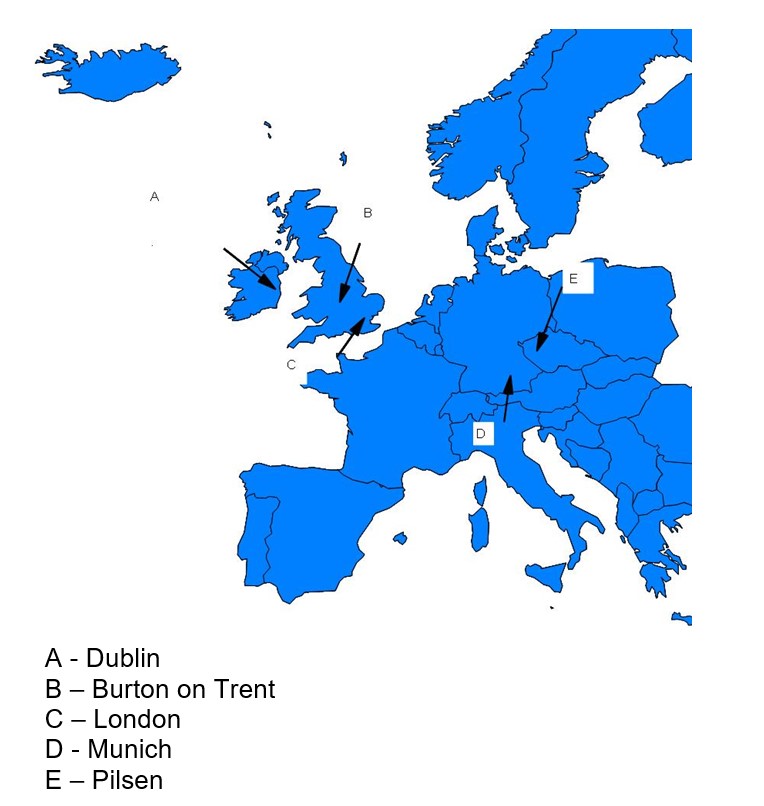 A
B
E
C
D
A - Dublin
B – Burton on Trent
C – London
D - Munich
E – Pilsen